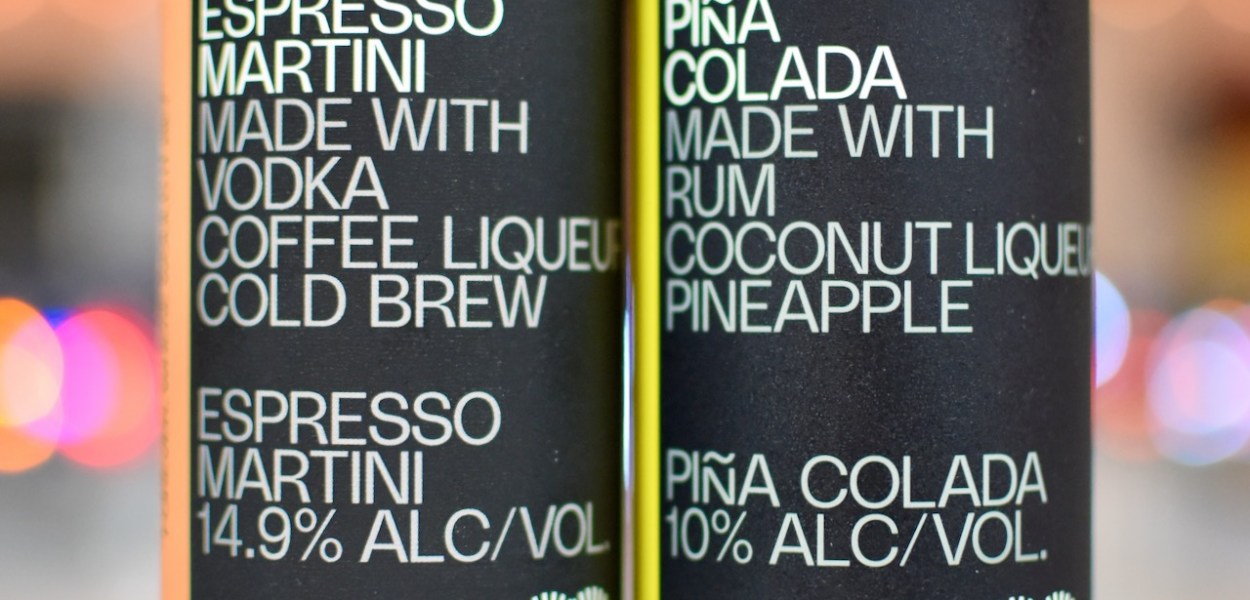 ESPRESSO
MARTINI
MADE WITH
VODKA
COFFEE LIQUEUR
COLD BREW
ESPRESSO
MARTINI
14.9% ALC/VOL.
PIñA
COLADA
MADE WITH
RUM
COCONUT LIQUEUR
PINEAPPLE
PIñA COLADA
10% ALC/VOL.